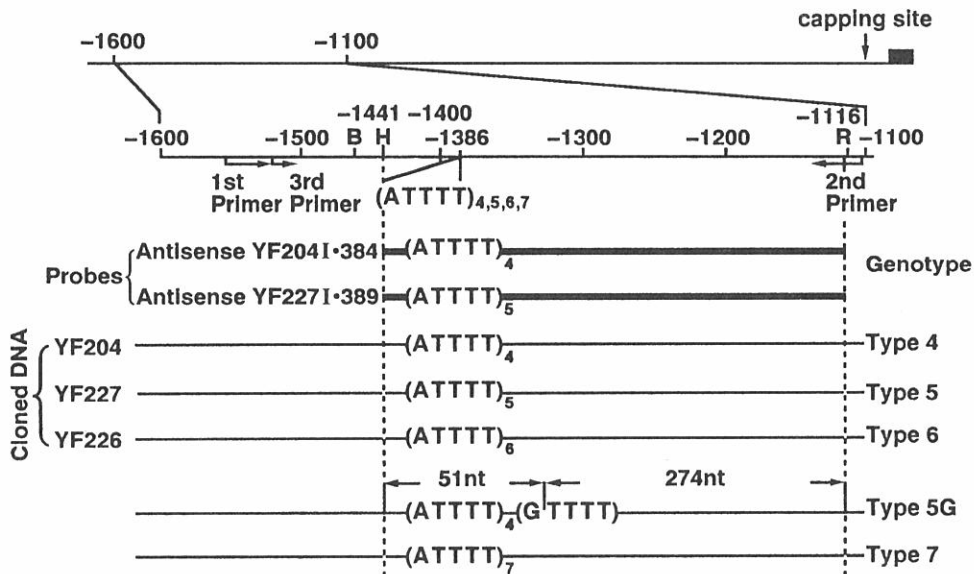 capping site
−1600 −1100
−1441 −1400 −1116
−1600 −1500 B H −1386 −1300 −1200 R −1100
1st Primer 3rd Primer (ATTTT)4,5,6,7 2nd Primer
Probes Antisense YF204I·384 (ATTTT)4 Genotype
Antisense YF227I·389 (ATTTT)5
Cloned DNA YF204 (ATTTT)4 Type 4
YF227 (ATTTT)5 Type 5
YF226 (ATTTT)6 Type 6
51nt 274nt
(ATTTT)4 (GTTTT) Type 5G
(ATTTT)7 Type 7